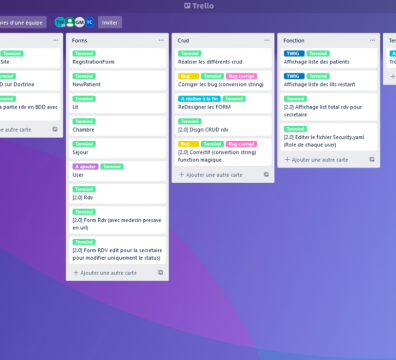 Trello
res d'une équipe
GM
YC
Inviter
Terminé
Site
Terminé
D sur Doctrine
Terminé
a partie rdv en BDD avec
ne autre carte
Forms
Terminé
RegistrationForm
Terminé
NewPatient
Terminé
Lit
Terminé
Chambre
Terminé
Sejour
A ajouter Terminé
User
Terminé
[2.0] Rdv
Terminé
[2.0] Form Rdv (avec medecin presave
en url)
Terminé
[2.0] Form RDV edit pour la secretaire
pour modifier uniquement le status)
+ Ajouter une autre carte
Crud
Terminé
Réaliser les différents crud
Bug Terminé Bug corrigé
Corriger les bug (conversion string)
A réaliser à la fin Terminé
ReDesigner les FORM
Terminé
[2.0] Disgn CRUD rdv
Bug Terminé Bug corrigé
[2.0] Correctif (convertion string)
function magique
+ Ajouter une autre carte
Fonction
TWIG Terminé
Affichage liste des patients
TWIG Terminé
Affichage liste des lits restant
Terminé
[2.0] Affichage list total rdv pour
secretaire
Terminé
[2.0] Editer le fichier Security.yaml
(Role de chaque user)
+ Ajouter une autre carte